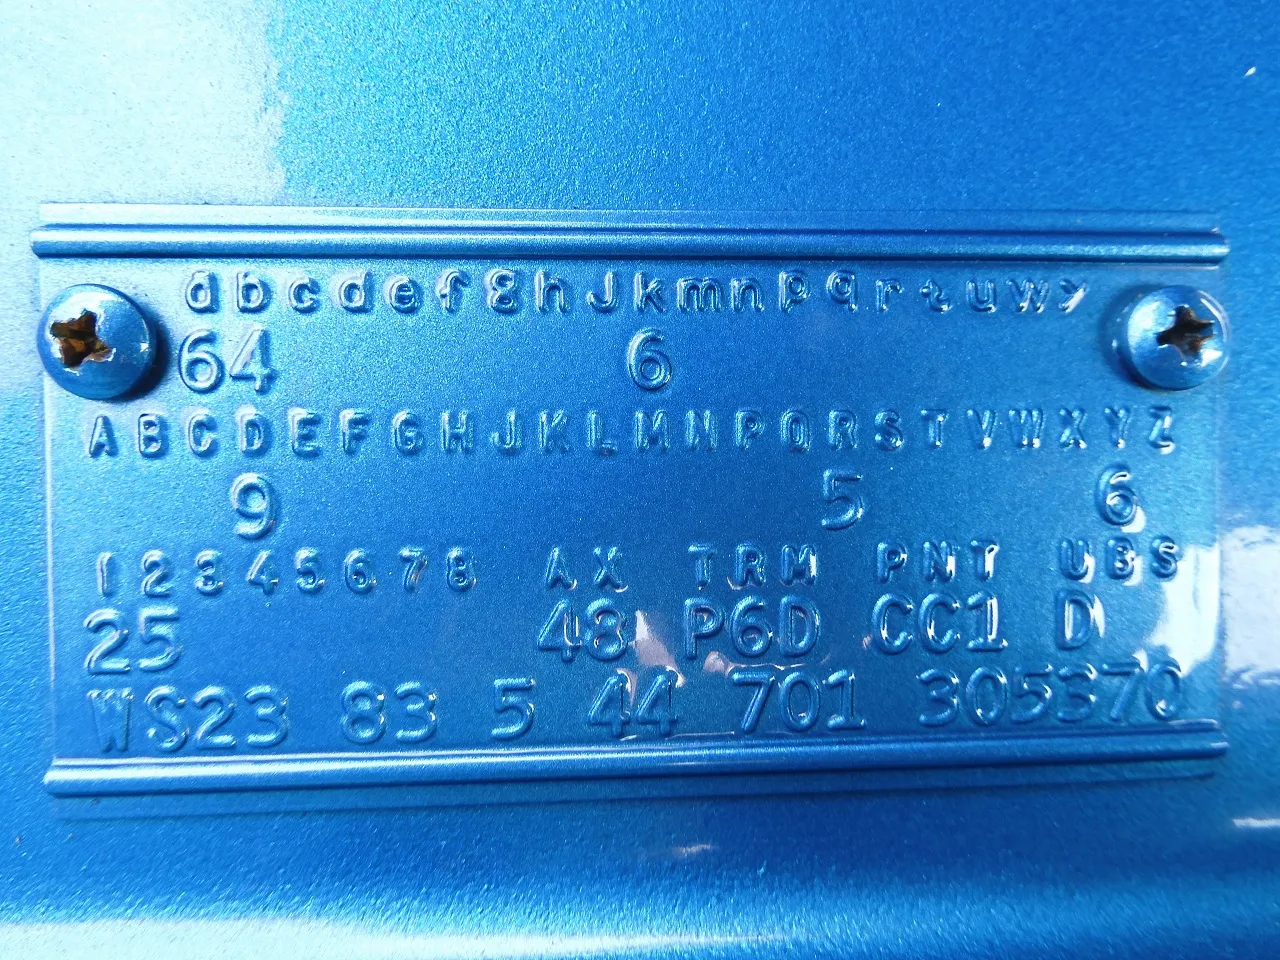 abcdefghJkmnpqrtuwy
64 6
ABCDEFGHJKLMNPQRSTVWXYZ
9 5 6
12345678 AX TRM PNT UBS
25 48 P6D CC1 D
WS23 83 5 44 701 305370